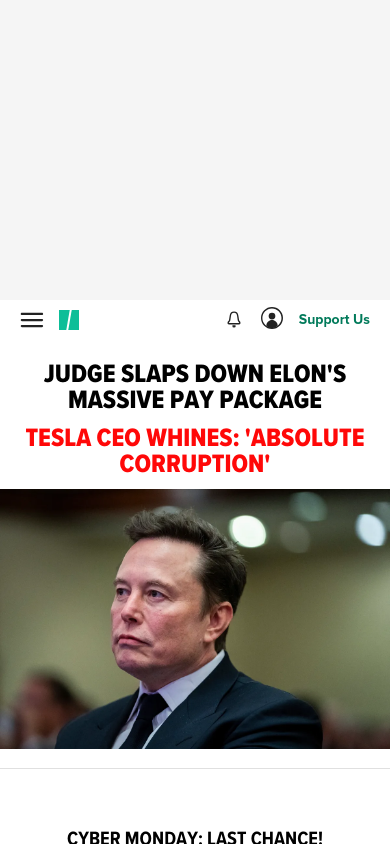 Support Us
JUDGE SLAPS DOWN ELON'S
MASSIVE PAY PACKAGE
TESLA CEO WHINES: 'ABSOLUTE
CORRUPTION'
CYBER MONDAY: LAST CHANCE!